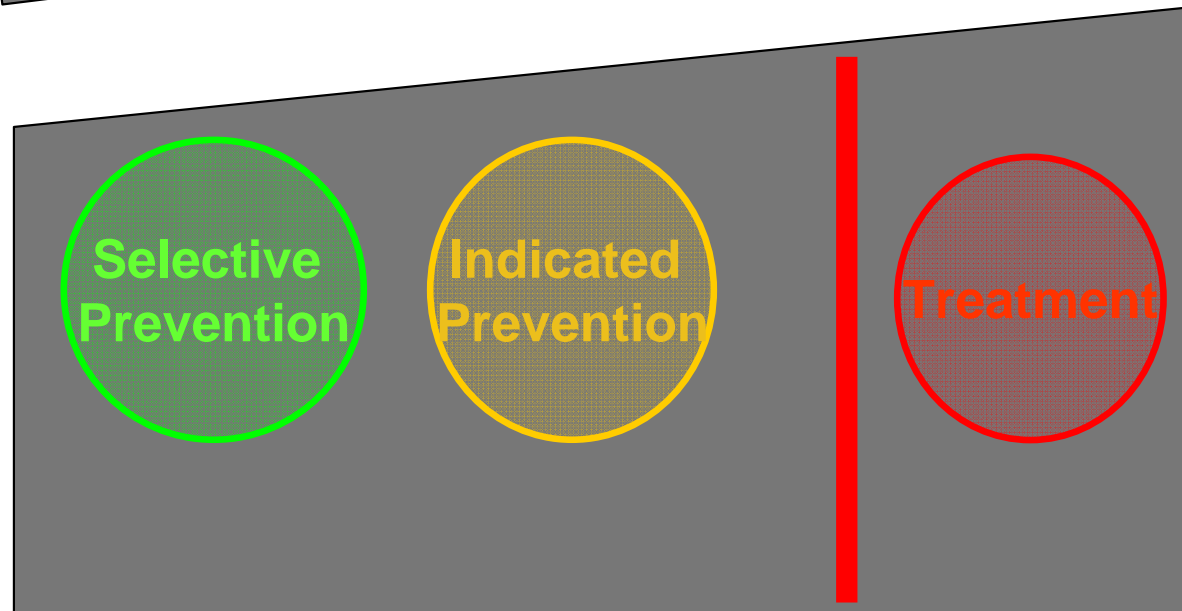 Selective
Prevention
Indicated
Prevention
Treatment